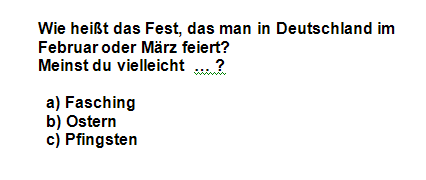 Wie heißt das Fest, das man in Deutschland im
Februar oder März feiert?
Meinst du vielleicht ... ?
a) Fasching
b) Ostern
c) Pfingsten